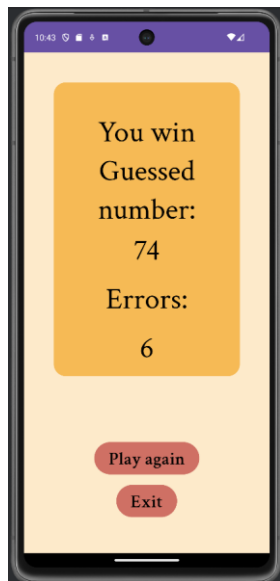 10:43
You win
Guessed
number:
74
Errors:
6
Play again
Exit